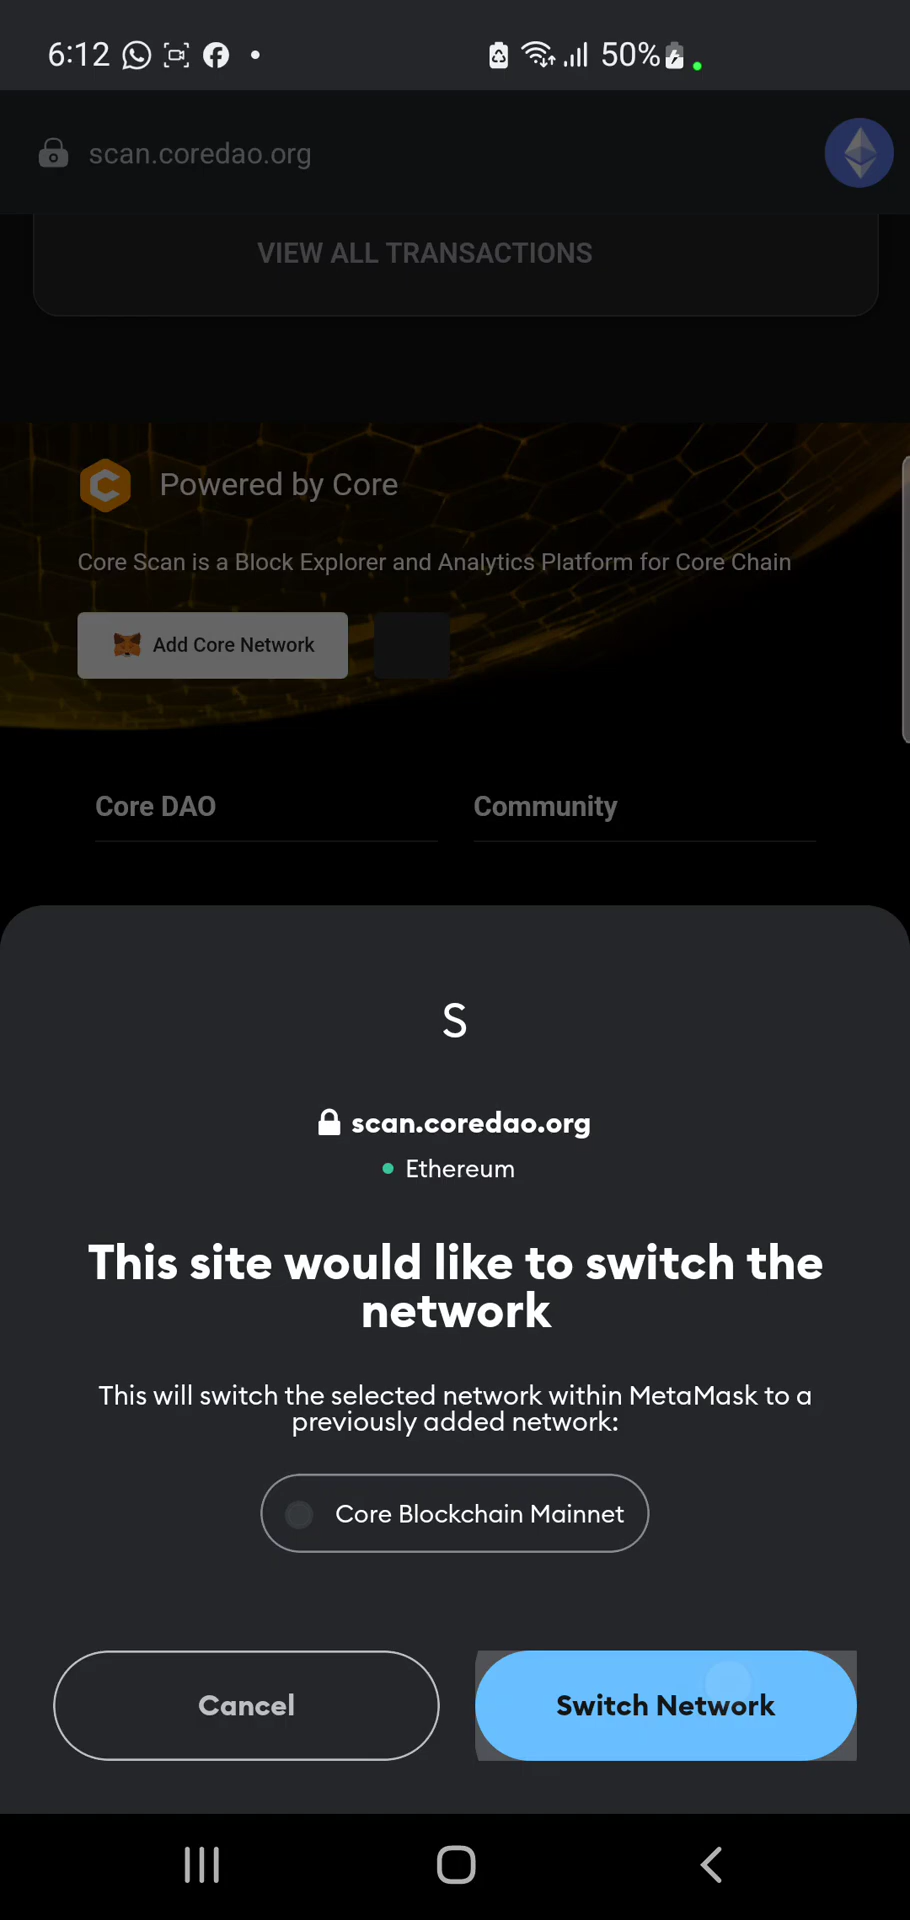 6:12 50%
scan.coredao.org
VIEW ALL TRANSACTIONS
Powered by Core
Core Scan is a Block Explorer and Analytics Platform for Core Chain
Add Core Network
Core DAO Community
S
scan.coredao.org
Ethereum
This site would like to switch the
network
This will switch the selected network within MetaMask to a
previously added network:
Core Blockchain Mainnet
Cancel Switch Network